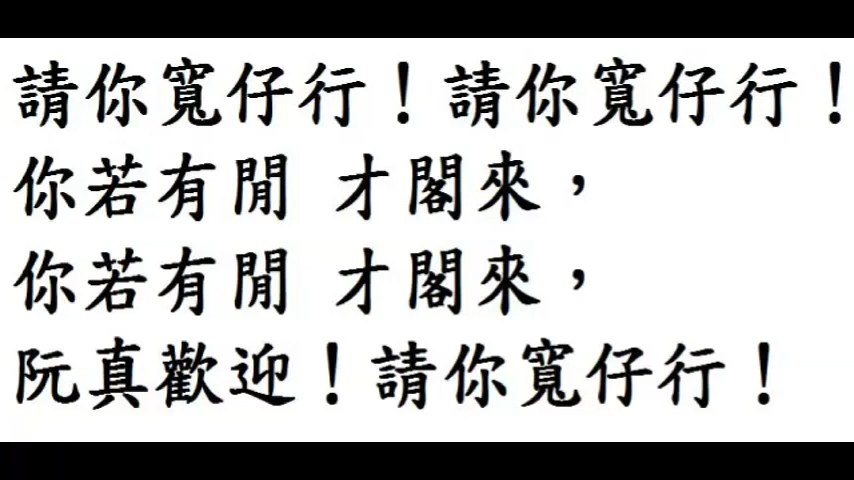 請你寬仔行！請你寬仔行！
你若有閒 才閣來，
你若有閒 才閣來，
阮真歡迎！請你寬仔行！